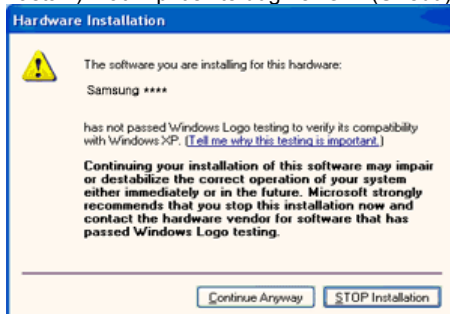 Hardware Installation
The software you are installing for this hardware:
Samsung ****
has not passed Windows Logo testing to verify its compatibility
with Windows XP. (Tell me why this testing is important.)
Continuing your installation of this software may impair
or destabilize the correct operation of your system
either immediately or in the future. Microsoft strongly
recommends that you stop this installation now and
contact the hardware vendor for software that has
passed Windows Logo testing.
Continue Anyway
STOP Installation